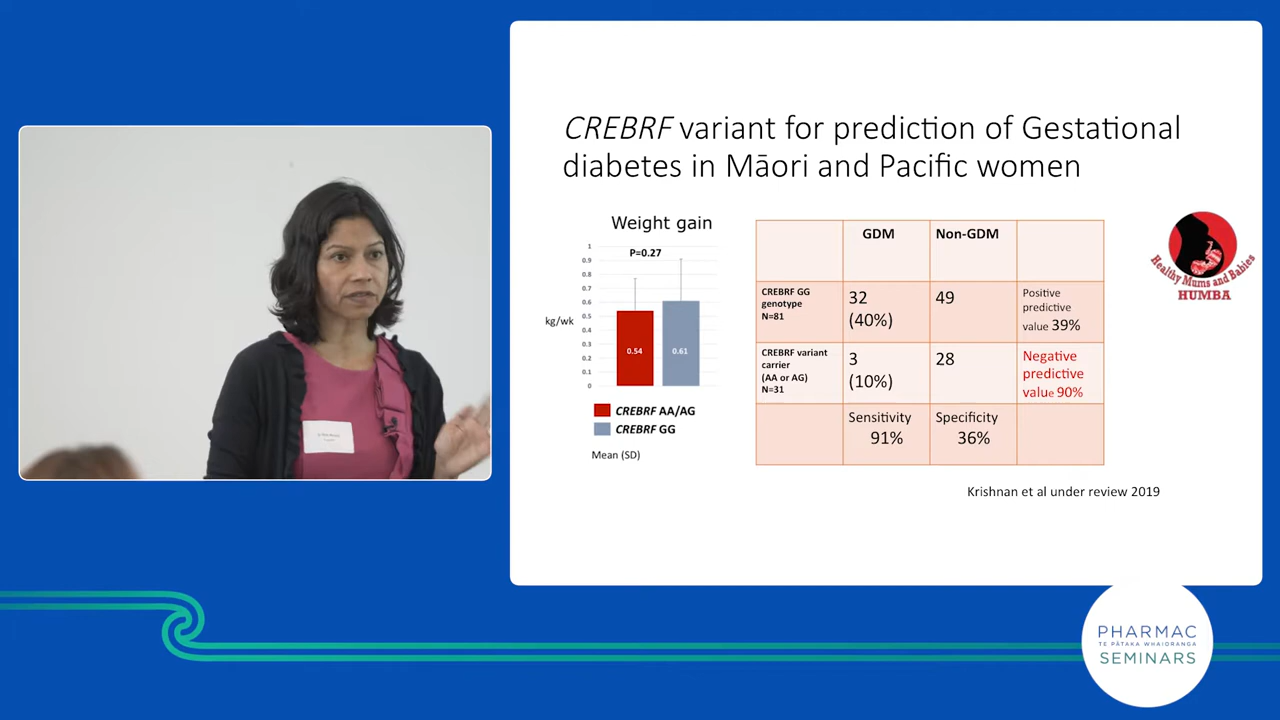 CREBRF variant for prediction of Gestational
diabetes in Māori and Pacific women
Weight gain
P=0.27
1
0.9
0.8
0.7
0.6
0.5
0.4
0.3
0.2
0.1
0
kg/wk
0.54
0.61
CREBRF AA/AG
CREBRF GG
Mean (SD)
GDM
Non-GDM
CREBRF GG
genotype
N=81
32
(40%)
49
Positive
predictive
value 39%
CREBRF variant
carrier
(AA or AG)
N=31
3
(10%)
28
Negative
predictive
value 90%
Sensitivity
91%
Specificity
36%
Healthy Mums and Babies
HUMBA
Krishnan et al under review 2019
PHARMAC
TE PĀTAKA WHAIORANGA
SEMINARS